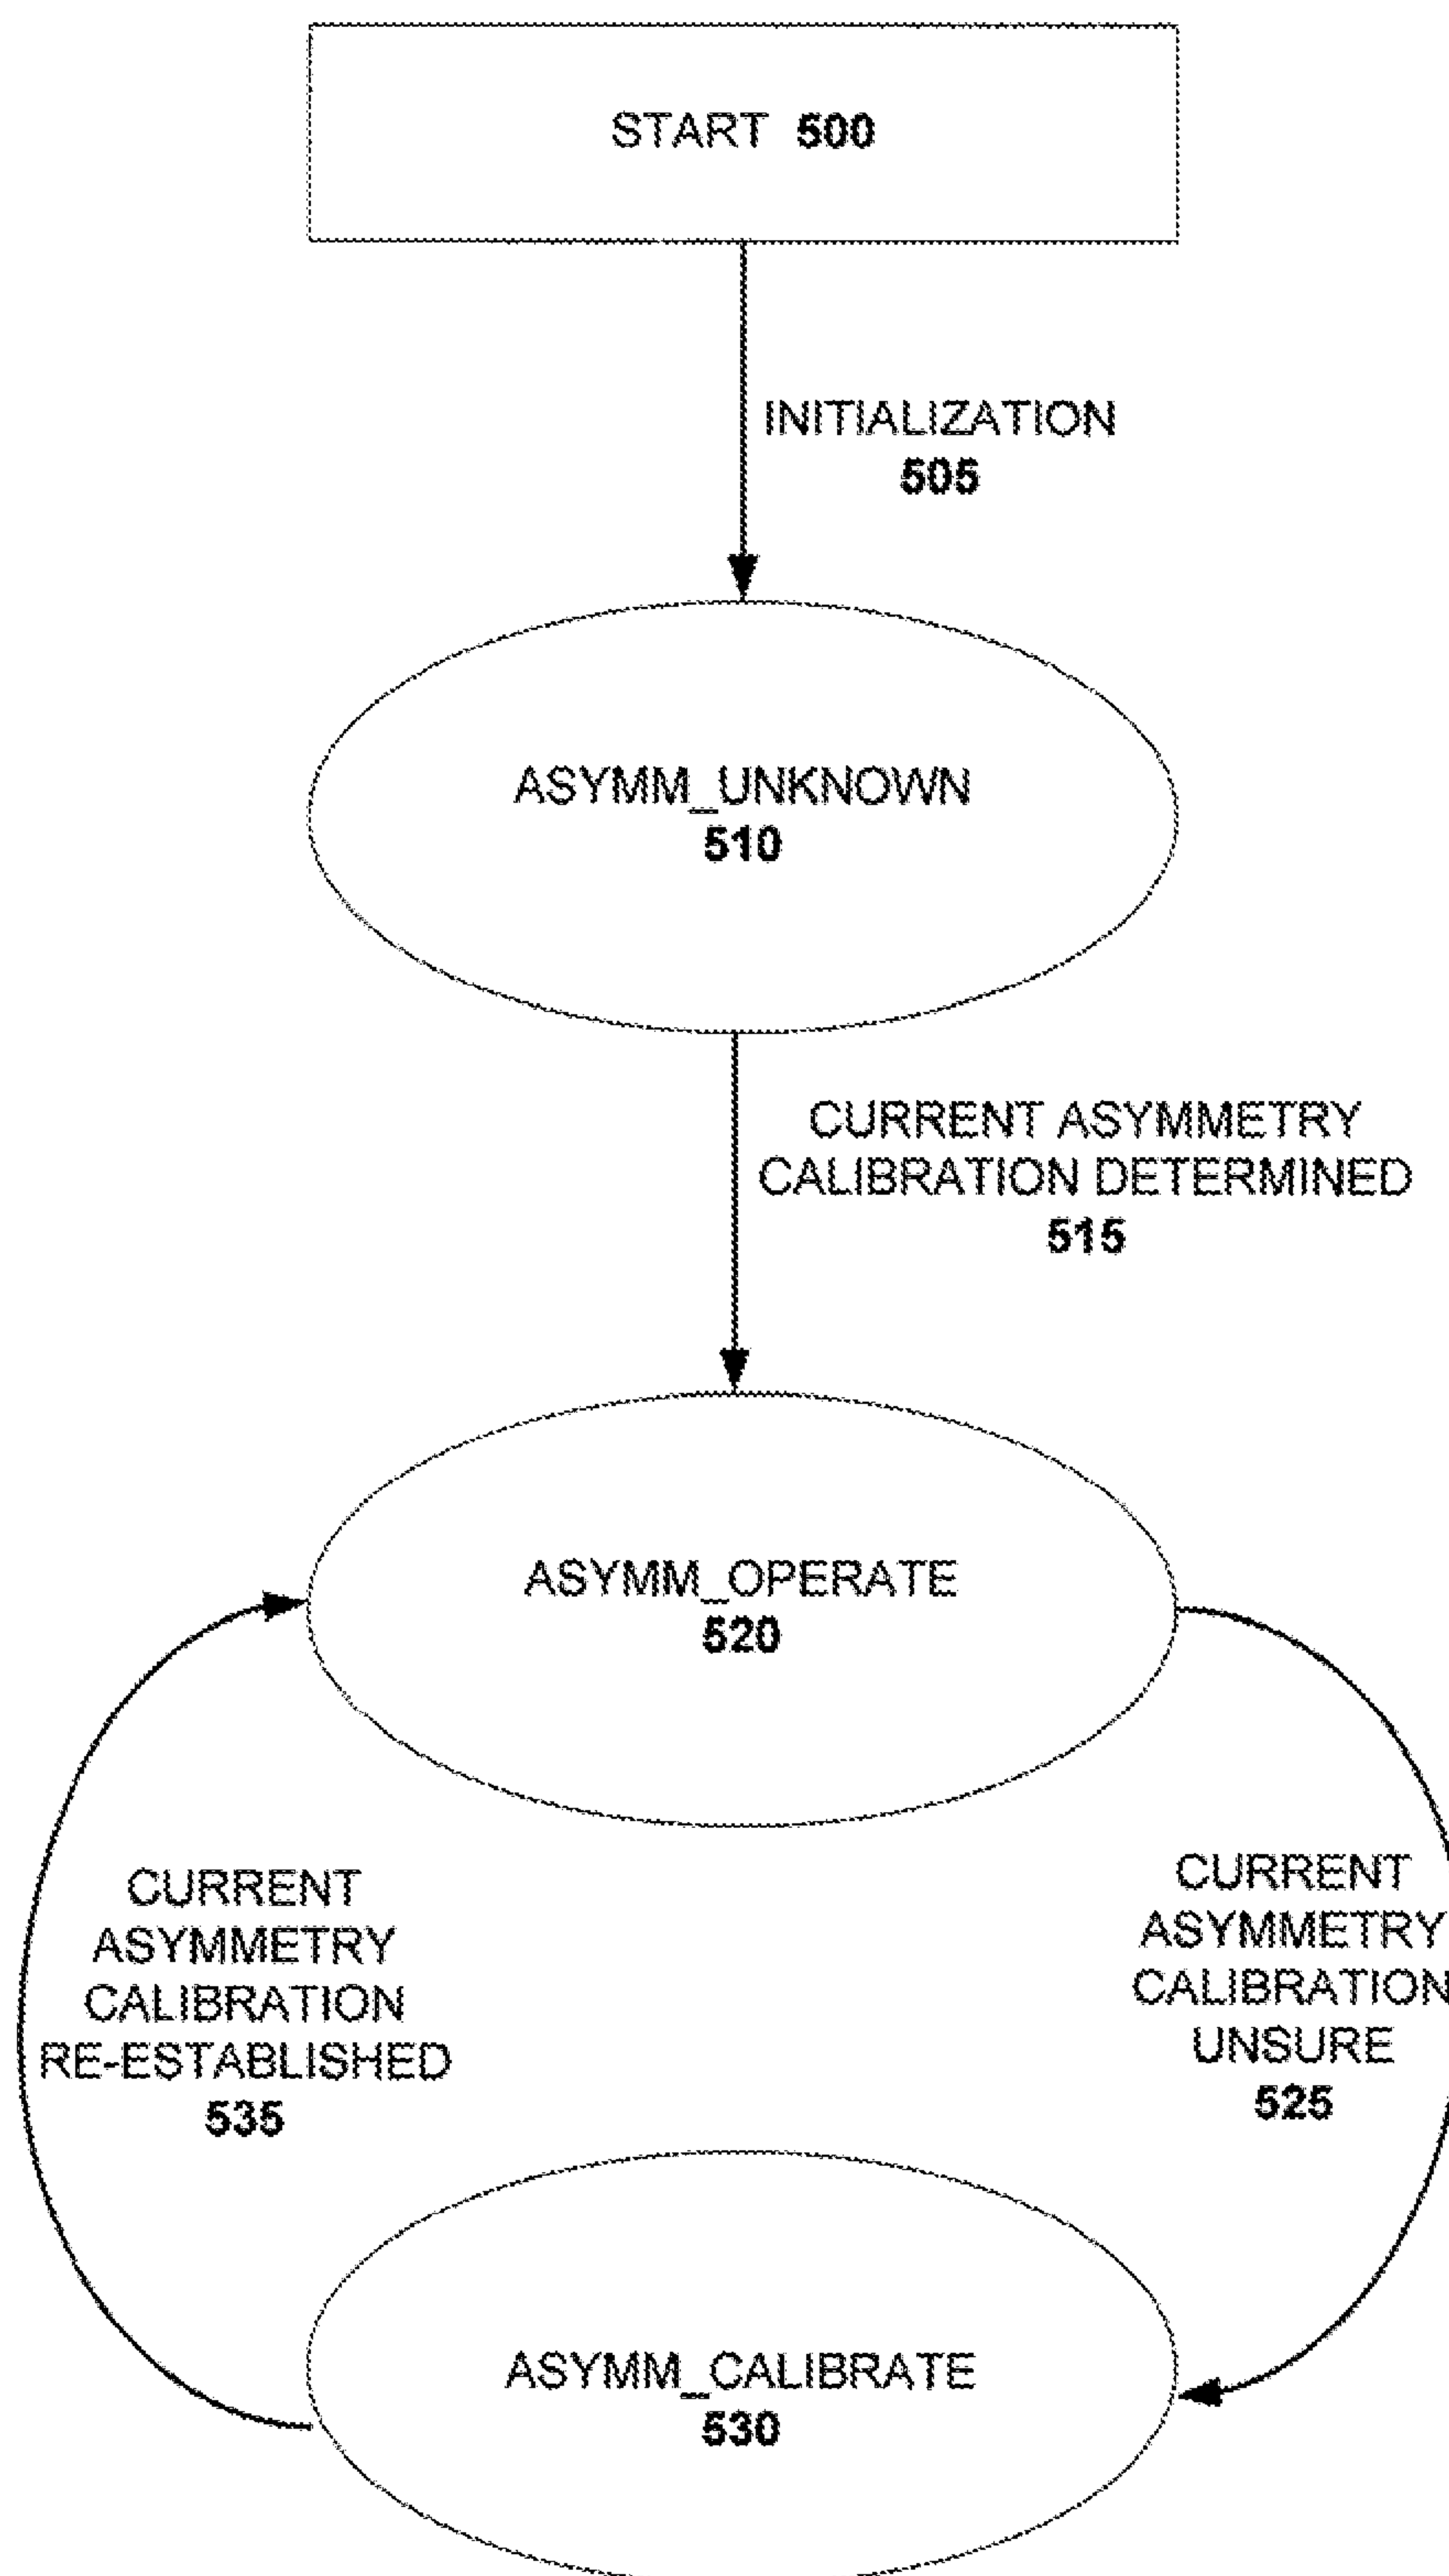 START 500
INITIALIZATION
505
ASYMM_UNKNOWN
510
CURRENT ASYMMETRY
CALIBRATION DETERMINED
515
ASYMM_OPERATE
520
CURRENT
ASYMMETRY
CALIBRATION
RE-ESTABLISHED
535
CURRENT
ASYMMETRY
CALIBRATION
UNSURE
525
ASYMM_CALIBRATE
530